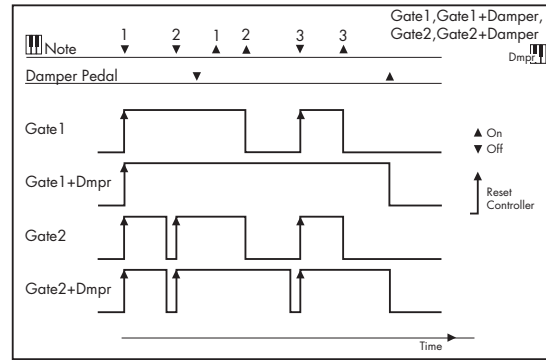 Gate1,Gate1+Damper,
Gate2,Gate2+Damper
1 2 1 2 3 3
Note
Dmpr
Damper Pedal
Gate1
On
Off
Gate1+Dmpr
Reset
Controller
Gate2
Gate2+Dmpr
Time